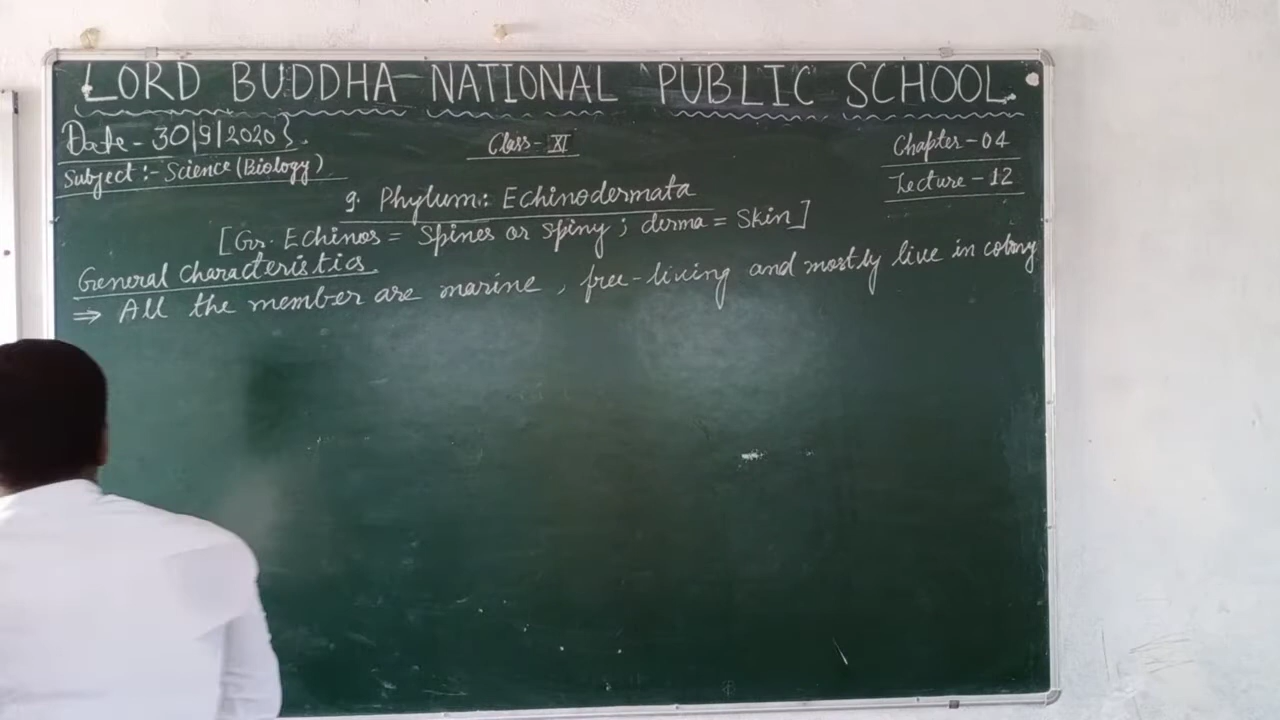 LORD BUDDHA NATIONAL PUBLIC SCHOOL
Date - 30/9/2020}.
Class - XI
Chapter - 04
Subject :- Science (Biology)
Lecture - 12
9. Phylum : Echinodermata
[Gr. Echinos = Spines or spiny ; derma = Skin]
General characteristics
⇒ All the member are marine , free-living and mostly live in colony